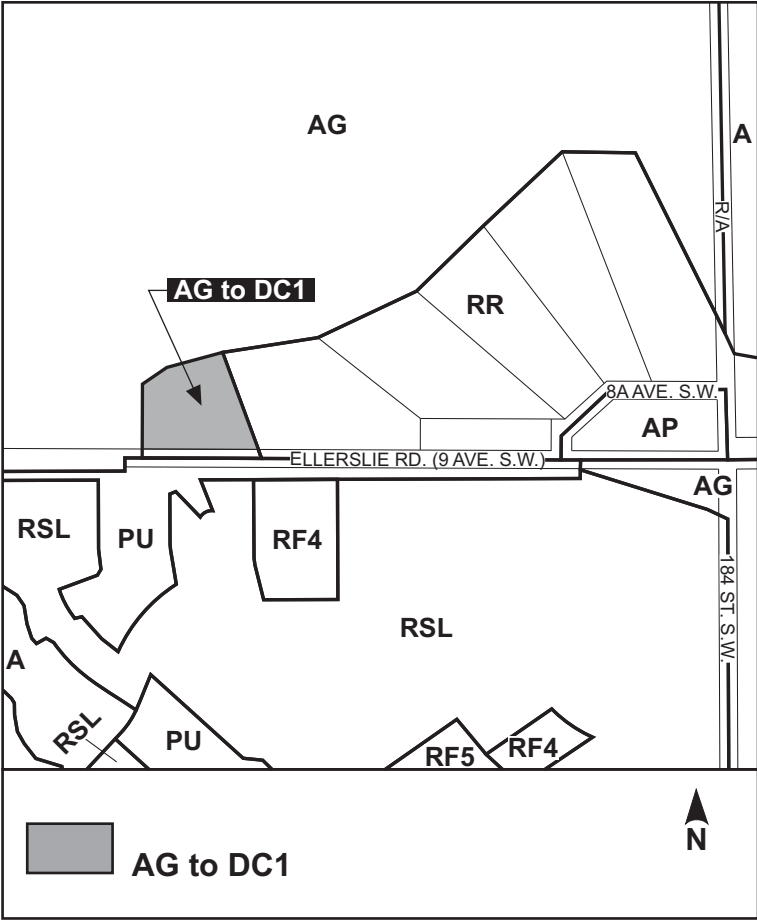 AG
A
R/A
AG to DC1
RR
8A AVE. S.W.
AP
ELLERSLIE RD. (9 AVE. S.W.)
AG
RSL
PU
RF4
184 ST. S.W.
RSL
A
RSL
PU
RF5
RF4
AG to DC1
N